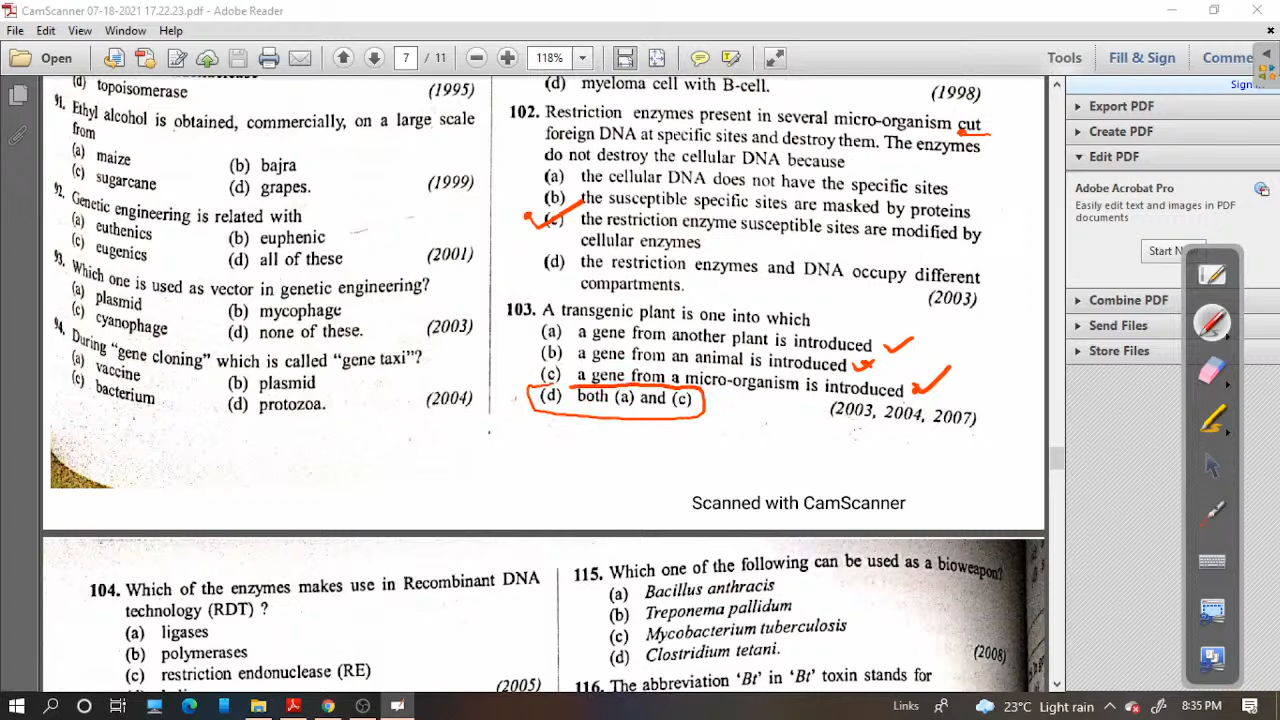 CamScanner 07-18-2021 17.22.23.pdf - Adobe Reader
File Edit View Window Help
Open
7 / 11
118%
Tools
Fill & Sign
Comme
Sign
(d) topoisomerase (1995)
91. Ethyl alcohol is obtained, commercially, on a large scale
from
(a) maize (b) bajra
(c) sugarcane (d) grapes. (1999)
92. Genetic engineering is related with
(a) euthenics (b) euphenic
(c) eugenics (d) all of these (2001)
93. Which one is used as vector in genetic engineering?
(a) plasmid (b) mycophage
(c) cyanophage (d) none of these. (2003)
94. During "gene cloning" which is called "gene taxi"?
(a) vaccine (b) plasmid
(c) bacterium (d) protozoa. (2004)
(d) myeloma cell with B-cell.
(1998)
102. Restriction enzymes present in several micro-organism cut
foreign DNA at specific sites and destroy them. The enzymes
do not destroy the cellular DNA because
(a) the cellular DNA does not have the specific sites
(b) the susceptible specific sites are masked by proteins
(c) the restriction enzyme susceptible sites are modified by
cellular enzymes
(d) the restriction enzymes and DNA occupy different
compartments.
(2003)
103. A transgenic plant is one into which
(a) a gene from another plant is introduced
(b) a gene from an animal is introduced
(c) a gene from a micro-organism is introduced
(d) both (a) and (c)
(2003, 2004, 2007)
Scanned with CamScanner
104. Which of the enzymes makes use in Recombinant DNA
technology (RDT) ?
(a) ligases
(b) polymerases
(c) restriction endonuclease (RE)
(2005)
115. Which one of the following can be used as a bioweapon?
(a) Bacillus anthracis
(b) Treponema pallidum
(c) Mycobacterium tuberculosis
(d) Clostridium tetani.
(2008)
116. The abbreviation 'Bt' in 'Bt' toxin stands for
Export PDF
Create PDF
Edit PDF
Adobe Acrobat Pro
Easily edit text and images in PDF
documents
Start N
Combine PDF
Send Files
Store Files
Links
23°C Light rain
8:35 PM